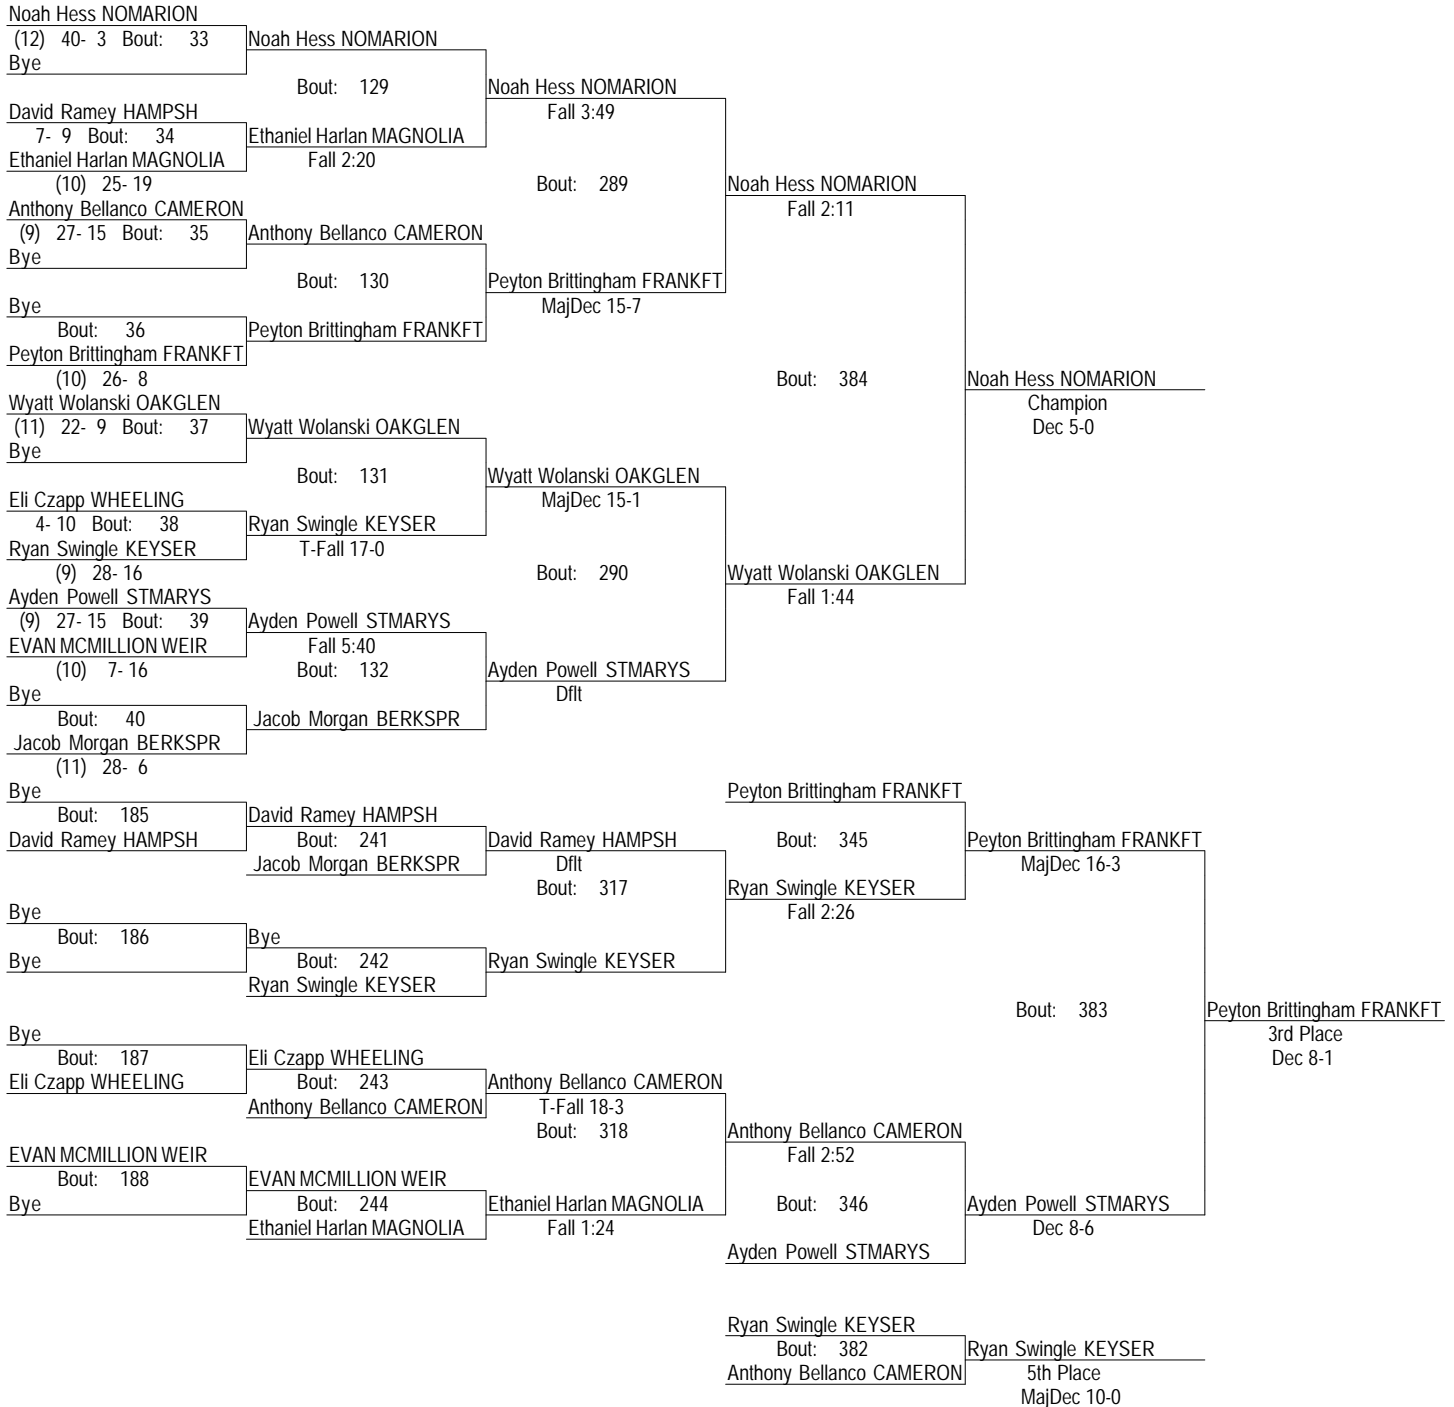 Noah Hess NOMARION
(12) 40- 3 Bout: 33
Bye
Noah Hess NOMARION
Bout: 129
Noah Hess NOMARION
Fall 3:49
David Ramey HAMPSH
7- 9 Bout: 34
Ethaniel Harlan MAGNOLIA
(10) 25- 19
Ethaniel Harlan MAGNOLIA
Fall 2:20
Bout: 289
Noah Hess NOMARION
Fall 2:11
Anthony Bellanco CAMERON
(9) 27- 15 Bout: 35
Bye
Anthony Bellanco CAMERON
Bout: 130
Peyton Brittingham FRANKFT
MajDec 15-7
Bye
Bout: 36
Peyton Brittingham FRANKFT
(10) 26- 8
Peyton Brittingham FRANKFT
Bout: 384
Noah Hess NOMARION
Champion
Dec 5-0
Wyatt Wolanski OAKGLEN
(11) 22- 9 Bout: 37
Bye
Wyatt Wolanski OAKGLEN
Bout: 131
Wyatt Wolanski OAKGLEN
MajDec 15-1
Eli Czapp WHEELING
4- 10 Bout: 38
Ryan Swingle KEYSER
(9) 28- 16
Ryan Swingle KEYSER
T-Fall 17-0
Bout: 290
Wyatt Wolanski OAKGLEN
Fall 1:44
Ayden Powell STMARYS
(9) 27- 15 Bout: 39
EVAN MCMILLION WEIR
(10) 7- 16
Ayden Powell STMARYS
Fall 5:40
Bout: 132
Ayden Powell STMARYS
Dflt
Bye
Bout: 40
Jacob Morgan BERKSPR
(11) 28- 6
Jacob Morgan BERKSPR
Bye
Bout: 185
David Ramey HAMPSH
David Ramey HAMPSH
Bout: 241
Jacob Morgan BERKSPR
David Ramey HAMPSH
Dflt
Bout: 317
Peyton Brittingham FRANKFT
Bout: 345
Ryan Swingle KEYSER
Fall 2:26
Peyton Brittingham FRANKFT
MajDec 16-3
Bye
Bout: 186
Bye
Bye
Bout: 242
Ryan Swingle KEYSER
Ryan Swingle KEYSER
Bout: 383
Peyton Brittingham FRANKFT
3rd Place
Dec 8-1
Bye
Bout: 187
Eli Czapp WHEELING
Eli Czapp WHEELING
Bout: 243
Anthony Bellanco CAMERON
Anthony Bellanco CAMERON
T-Fall 18-3
Bout: 318
Anthony Bellanco CAMERON
Fall 2:52
EVAN MCMILLION WEIR
Bout: 188
Bye
EVAN MCMILLION WEIR
Bout: 244
Ethaniel Harlan MAGNOLIA
Ethaniel Harlan MAGNOLIA
Fall 1:24
Bout: 346
Ayden Powell STMARYS
Ayden Powell STMARYS
Dec 8-6
Ryan Swingle KEYSER
Bout: 382
Anthony Bellanco CAMERON
Ryan Swingle KEYSER
5th Place
MajDec 10-0